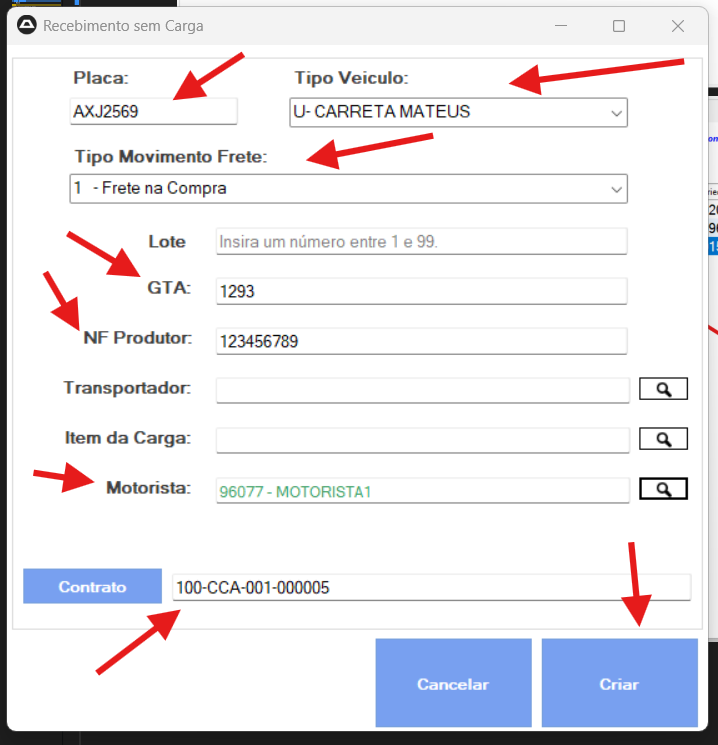 Recebimento sem Carga
Placa: Tipo Veiculo:
AXJ2569 U- CARRETA MATEUS
Tipo Movimento Frete:
1 - Frete na Compra
Lote Insira um número entre 1 e 99.
GTA: 1293
NF Produtor: 123456789
Transportador:
Item da Carga:
Motorista: 96077 - MOTORISTA1
Contrato 100-CCA-001-000005
Cancelar Criar